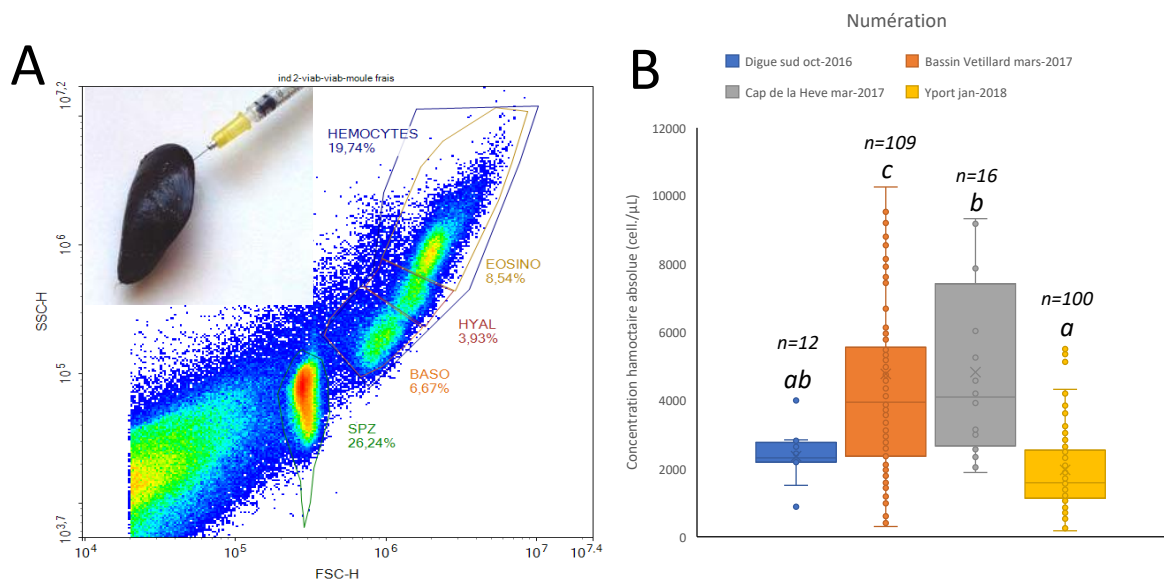 A
ind 2-viab-viab-moule frais
10^7,2
10^6
10^5
10^3,7
SSC-H
HEMOCYTES
19,74%
EOSINO
8,54%
HYAL
3,93%
BASO
6,67%
SPZ
26,24%
10^4 10^5 10^6 10^7 10^7.4
FSC-H
B
Numération
Digue sud oct-2016 Bassin Vetillard mars-2017
Cap de la Heve mar-2017 Yport jan-2018
Concentration hamoctaire absolue (cell./µL)
12000
10000
8000
6000
4000
2000
0
n=12
ab
n=109
c
n=16
b
n=100
a